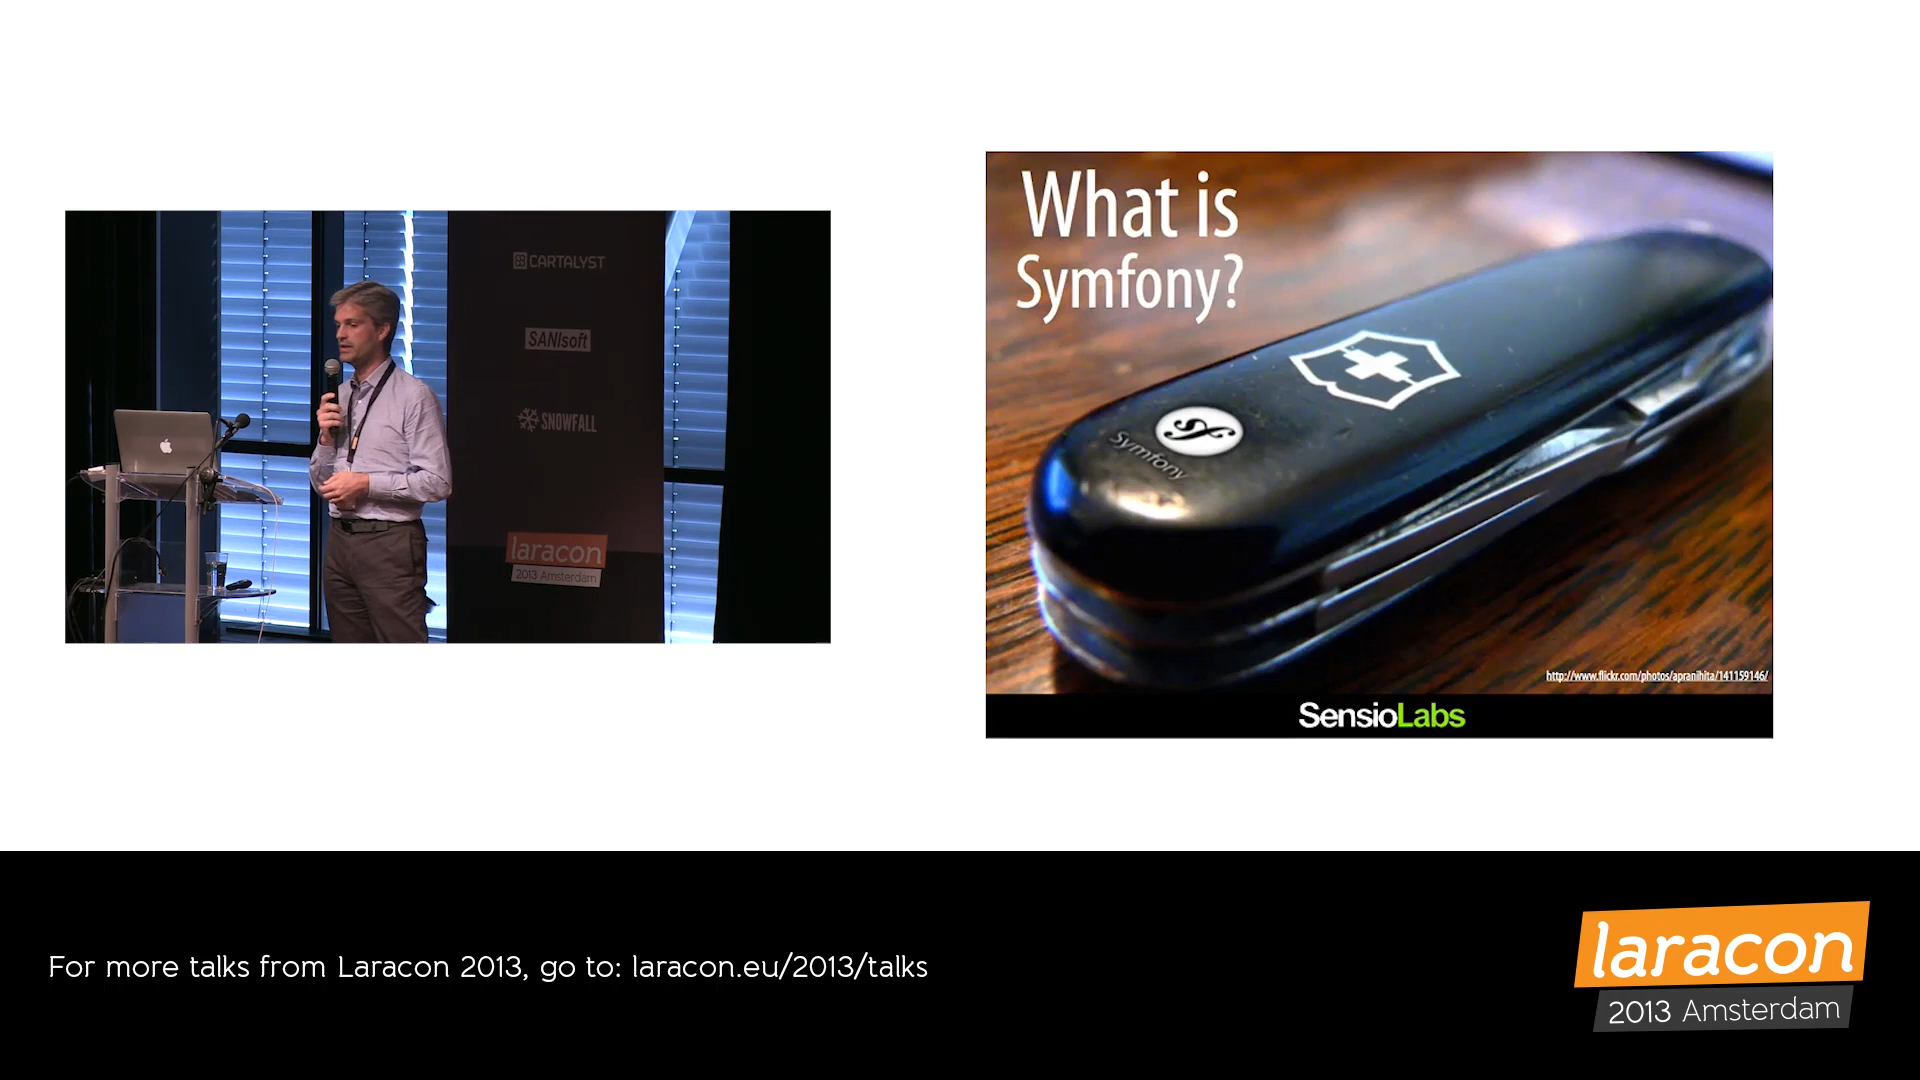 CARTALYST
SANIsoft
SNOWFALL
laracon
2013 Amsterdam
What is
Symfony?
sf
Symfony
http://www.flickr.com/photos/apranihita/141159146/
SensioLabs
For more talks from Laracon 2013, go to: laracon.eu/2013/talks
laracon
2013 Amsterdam